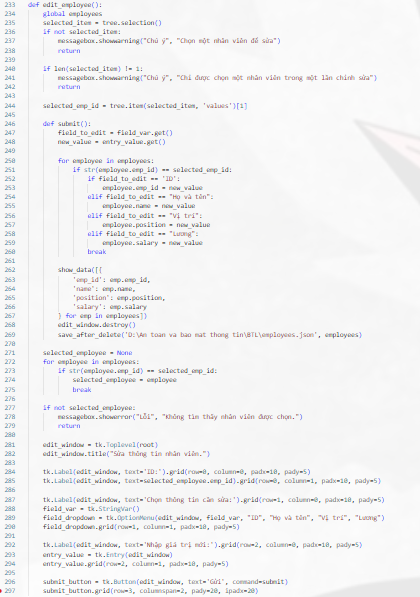 233 def edit_employee():
234     global employees
235     selected_item = tree.selection()
236     if not selected_item:
237         messagebox.showwarning("Chú ý", "Chọn một nhân viên để sửa")
238         return
239
240     if len(selected_item) != 1:
241         messagebox.showwarning("Chú ý", "Chỉ được chọn một nhân viên trong một lần chỉnh sửa")
242         return
243
244     selected_emp_id = tree.item(selected_item, 'values')[1]
245
246     def submit():
247         field_to_edit = field_var.get()
248         new_value = entry_value.get()
249
250         for employee in employees:
251             if str(employee.emp_id) == selected_emp_id:
252                 if field_to_edit == 'ID':
253                     employee.emp_id = new_value
254                 elif field_to_edit == "Họ và tên":
255                     employee.name = new_value
256                 elif field_to_edit == "Vị trí":
257                     employee.position = new_value
258                 elif field_to_edit == "Lương":
259                     employee.salary = new_value
260                 break
261
262         show_data([{
263             'emp_id': emp.emp_id,
264             'name': emp.name,
265             'position': emp.position,
266             'salary': emp.salary
267         } for emp in employees])
268         edit_window.destroy()
269         save_after_delete('D:\An toan va bao mat thong tin\BTL\employees.json', employees)
270
271     selected_employee = None
272     for employee in employees:
273         if str(employee.emp_id) == selected_emp_id:
274             selected_employee = employee
275             break
276
277     if not selected_employee:
278         messagebox.showerror("Lỗi", "Không tìm thấy nhân viên được chọn.")
279         return
280
281     edit_window = tk.Toplevel(root)
282     edit_window.title("Sửa thông tin nhân viên.")
283
284     tk.Label(edit_window, text='ID:').grid(row=0, column=0, padx=10, pady=5)
285     tk.Label(edit_window, text=selected_employee.emp_id).grid(row=0, column=1, padx=10, pady=5)
286
287     tk.Label(edit_window, text='Chọn thông tin cần sửa:').grid(row=1, column=0, padx=10, pady=5)
288     field_var = tk.StringVar()
289     field_dropdown = tk.OptionMenu(edit_window, field_var, "ID", "Họ và tên", "Vị trí", "Lương")
290     field_dropdown.grid(row=1, column=1, padx=10, pady=5)
291
292     tk.Label(edit_window, text='Nhập giá trị mới:').grid(row=2, column=0, padx=10, pady=5)
293     entry_value = tk.Entry(edit_window)
294     entry_value.grid(row=2, column=1, padx=10, pady=5)
295
296     submit_button = tk.Button(edit_window, text='Gửi', command=submit)
297     submit_button.grid(row=3, columnspan=2, pady=20, ipadx=20)